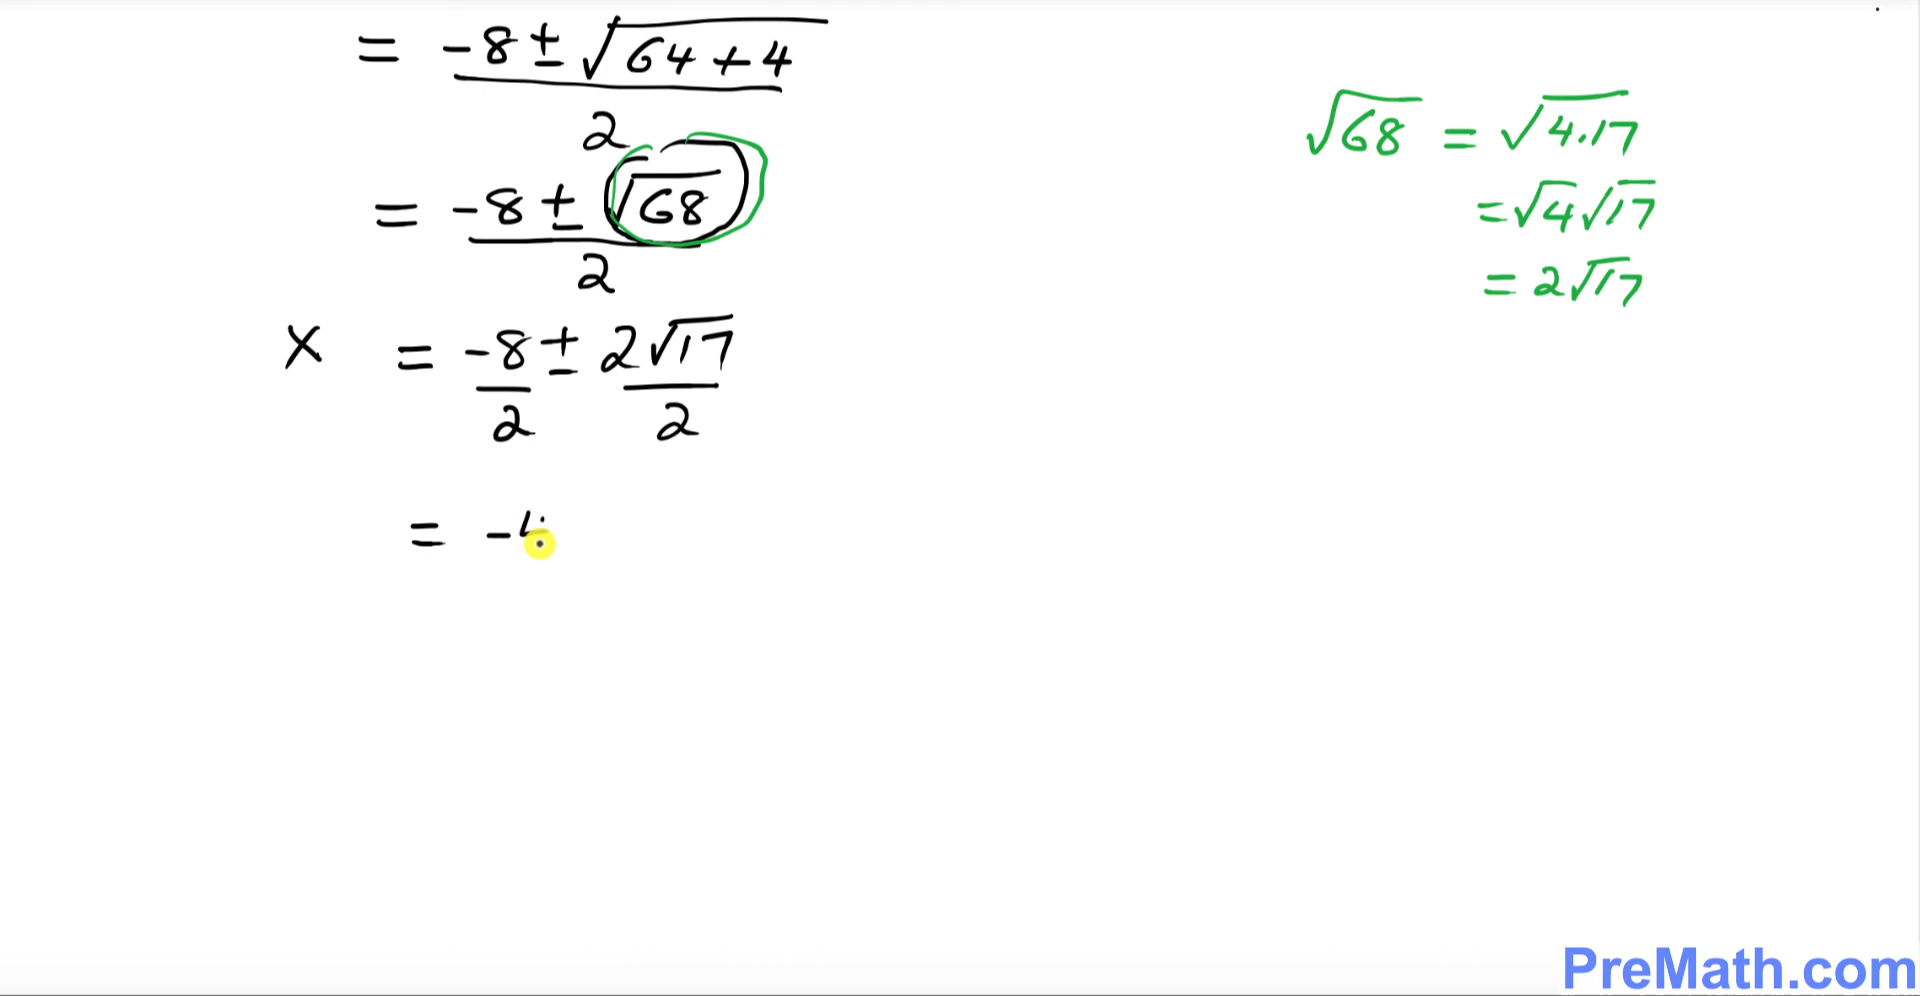 = -8 ± √64 + 4
2
= -8 ± √68
2
x = -8 ± 2√17
2 2
= -4
√68 = √4·17
= √4 √17
= 2√17
PreMath.com